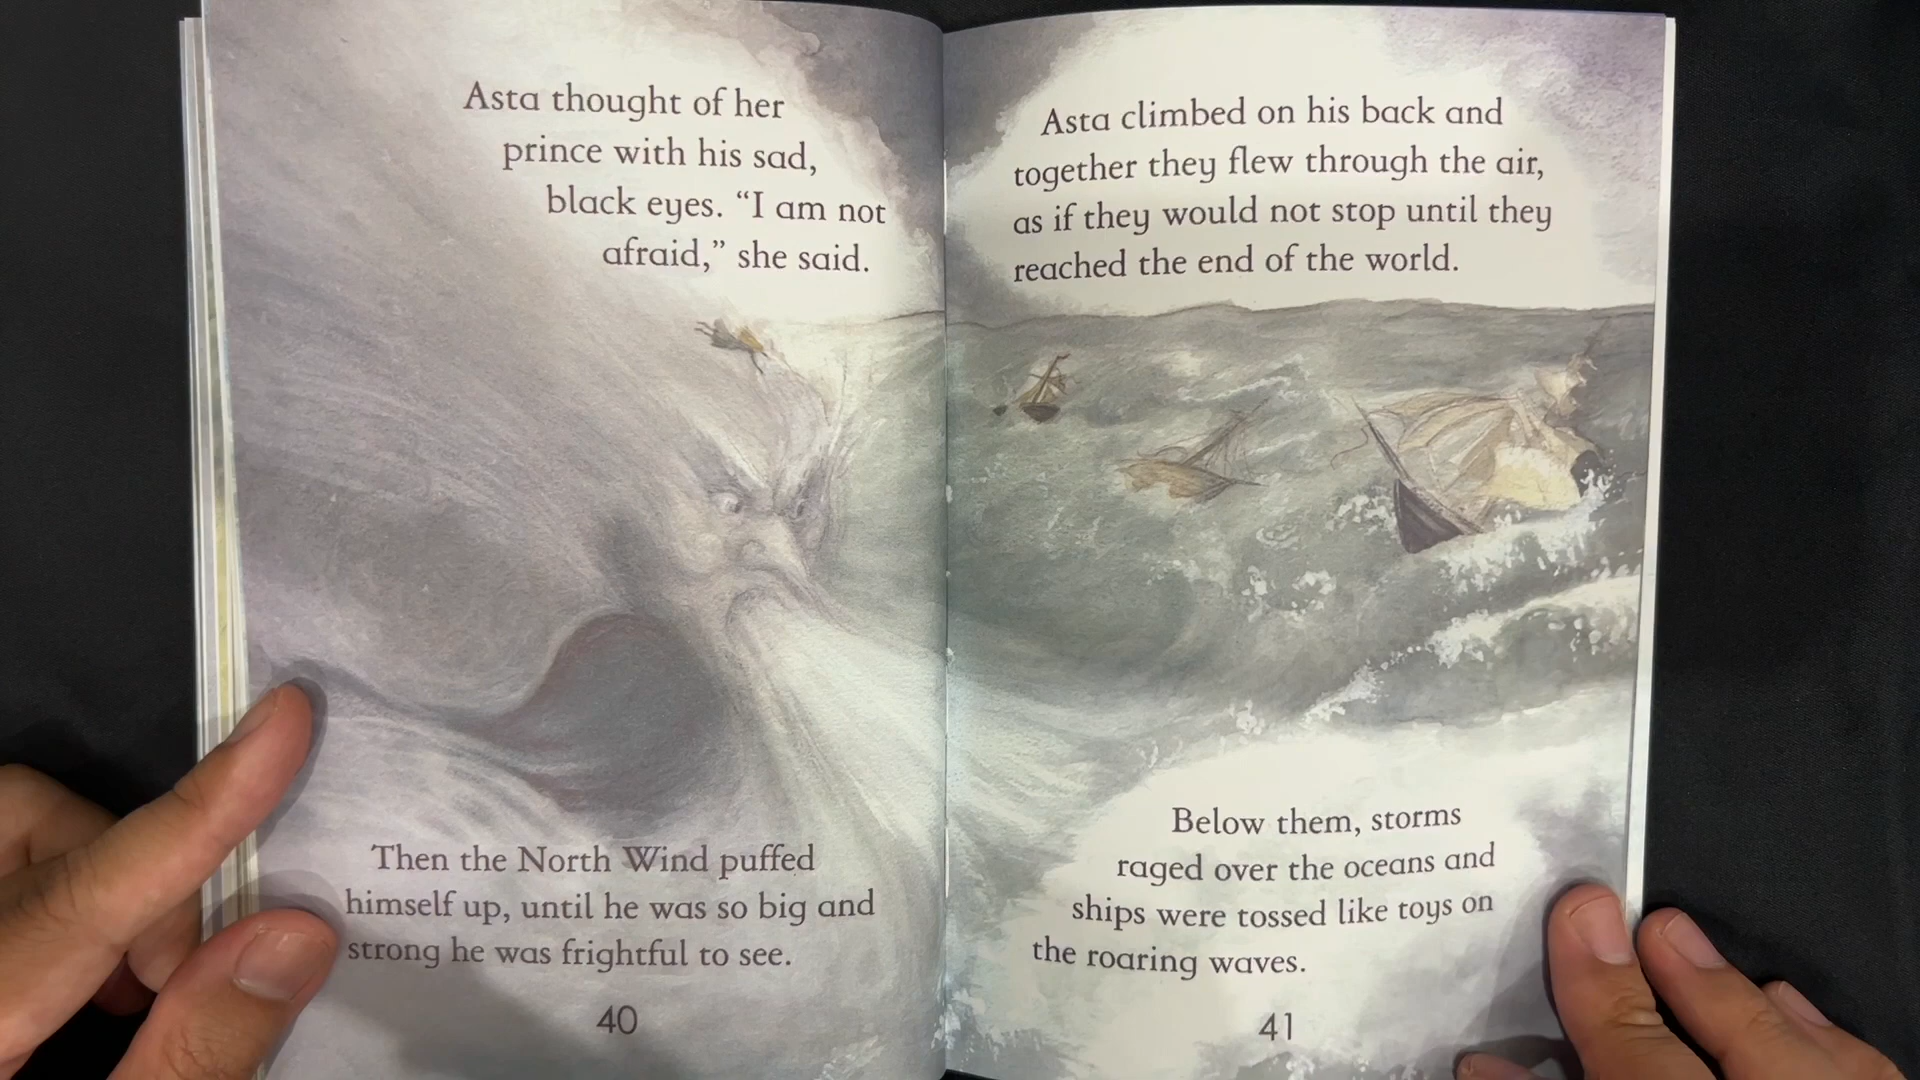 Asta thought of her
prince with his sad,
black eyes. “I am not
afraid,” she said.
Then the North Wind puffed
himself up, until he was so big and
strong he was frightful to see.
40
Asta climbed on his back and
together they flew through the air,
as if they would not stop until they
reached the end of the world.
Below them, storms
raged over the oceans and
ships were tossed like toys on
the roaring waves.
41